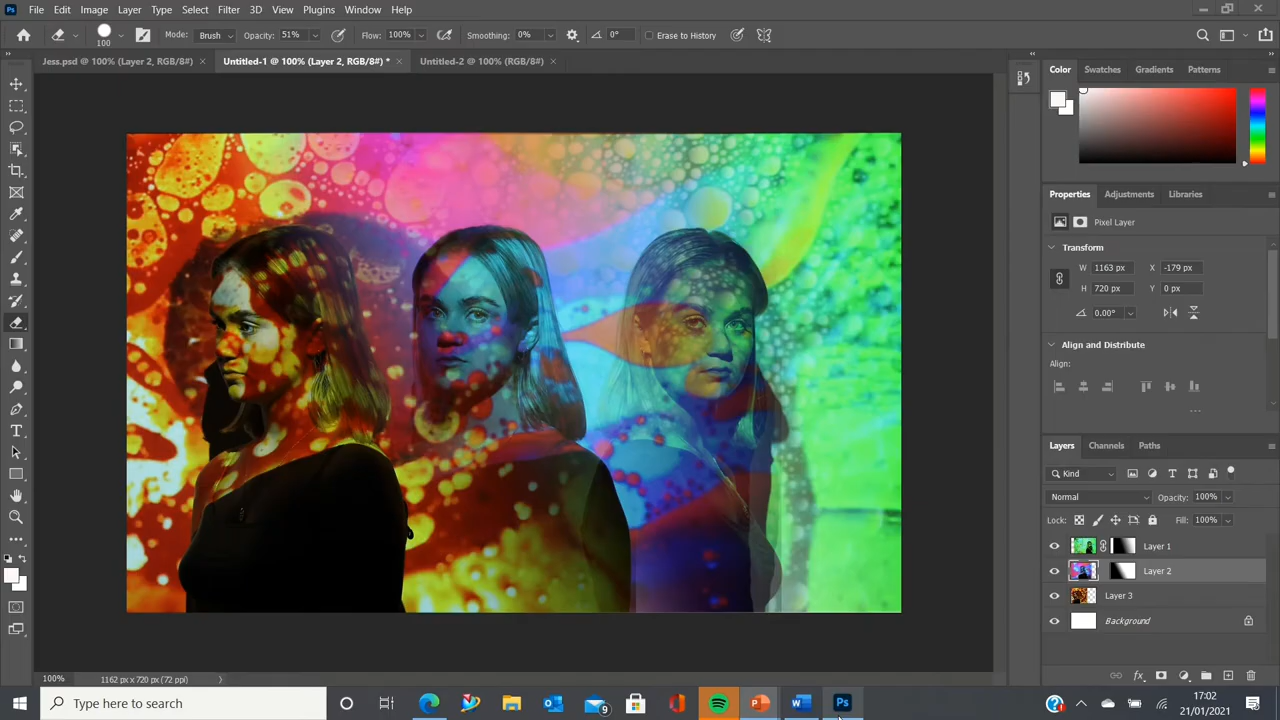 Ps File Edit Image Layer Type Select Filter 3D View Plugins Window Help
100 Mode: Brush Opacity: 51% Flow: 100% Smoothing: 0% 0° Erase to History
Jess.psd @ 100% (Layer 2, RGB/8#) × Untitled-1 @ 100% (Layer 2, RGB/8#) * × Untitled-2 @ 100% (RGB/8#) ×
Color Swatches Gradients Patterns
Properties Adjustments Libraries
Pixel Layer
Transform
W 1163 px X -179 px
H 720 px Y 0 px
0.00°
Align and Distribute
Align:
...
Layers Channels Paths
Kind
Normal Opacity: 100%
Lock: Fill: 100%
Layer 1
Layer 2
Layer 3
Background
100% 1162 px x 720 px (72 ppi)
Type here to search
9
Ps
17:02
21/01/2021